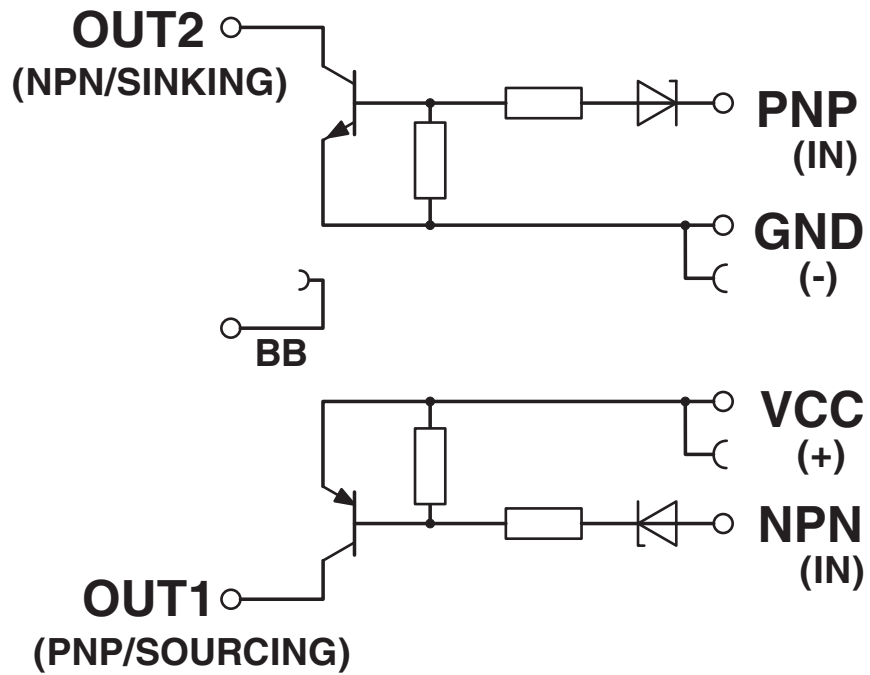 OUT2
(NPN/SINKING)
PNP
(IN)
GND
(-)
BB
VCC
(+)
NPN
(IN)
OUT1
(PNP/SOURCING)